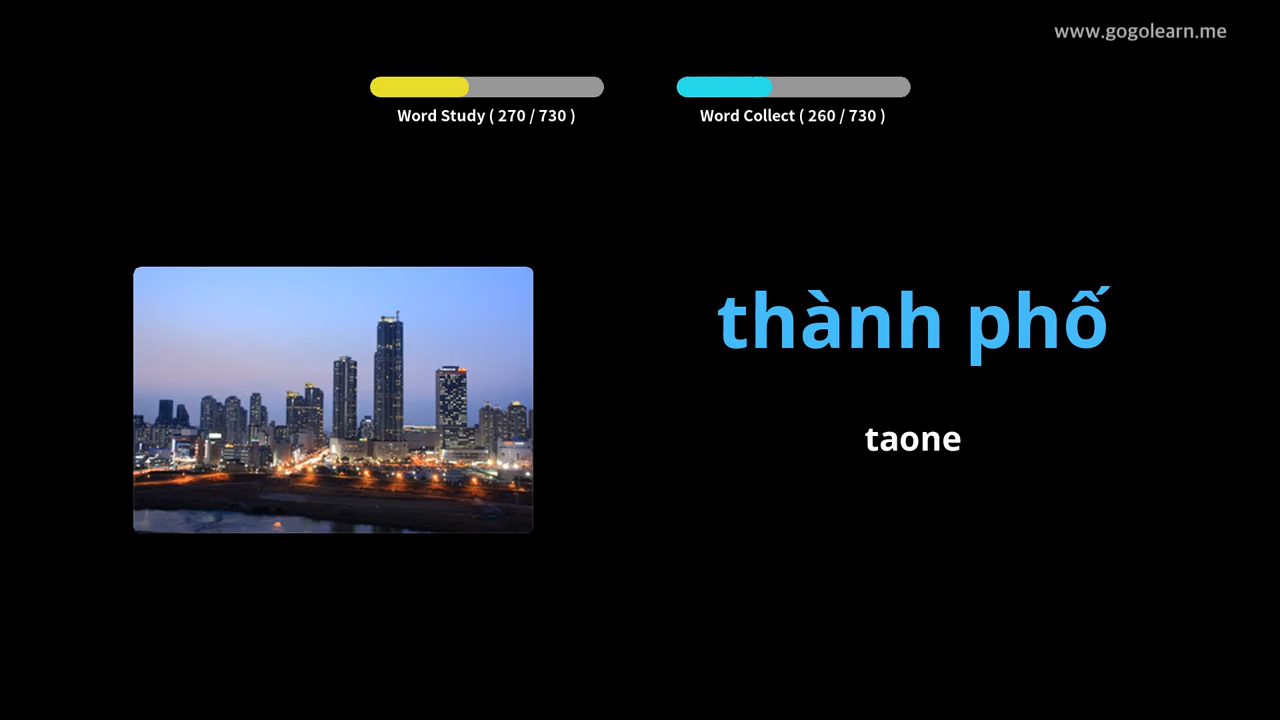 www.gogolearn.me
Word Study ( 270 / 730 )
Word Collect ( 260 / 730 )
thành phố
taone